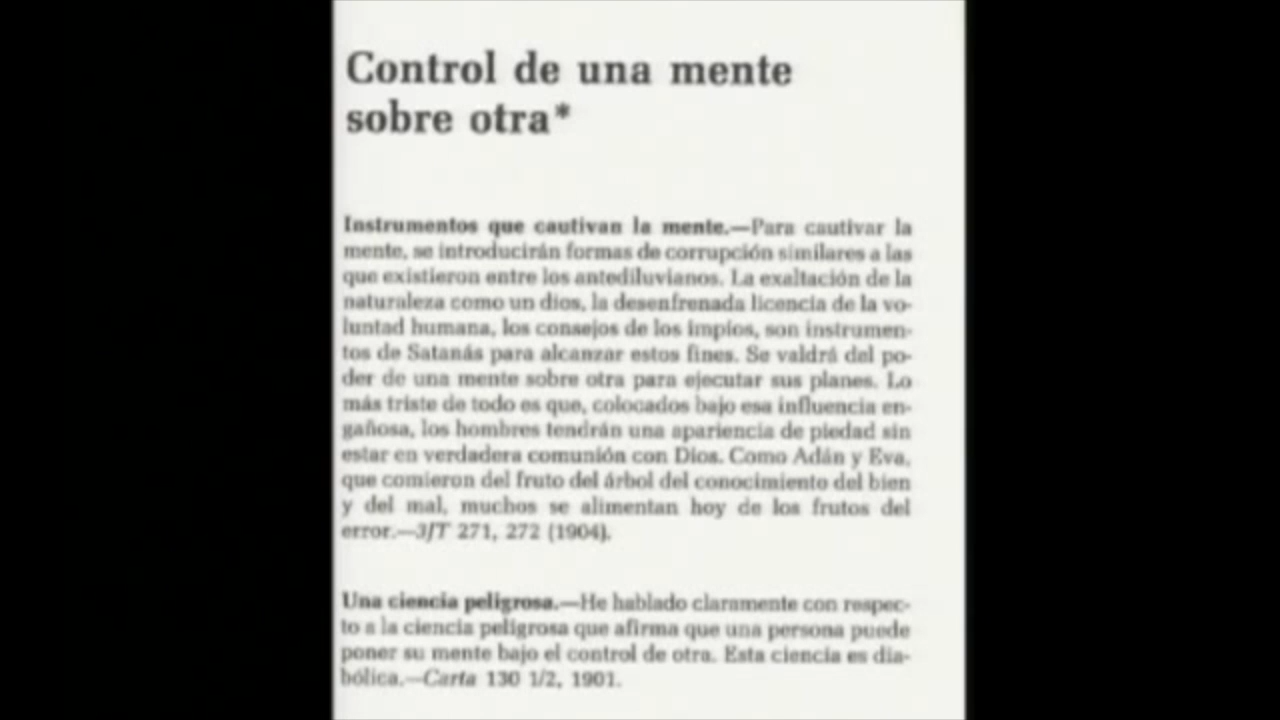 Control de una mente
sobre otra*
Instrumentos que cautivan la mente.—Para cautivar la
mente, se introducirán formas de corrupción similares a las
que existieron entre los antediluvianos. La exaltación de la
naturaleza como un dios, la desenfrenada licencia de la vo-
luntad humana, los consejos de los impíos, son instrumen-
tos de Satanás para alcanzar estos fines. Se valdrá del po-
der de una mente sobre otra para ejecutar sus planes. Lo
más triste de todo es que, colocados bajo esa influencia en-
gañosa, los hombres tendrán una apariencia de piedad sin
estar en verdadera comunión con Dios. Como Adán y Eva,
que comieron del fruto del árbol del conocimiento del bien
y del mal, muchos se alimentan hoy de los frutos del
error.—3JT 271, 272 (1904).
Una ciencia peligrosa.—He hablado claramente con respec-
to a la ciencia peligrosa que afirma que una persona puede
poner su mente bajo el control de otra. Esta ciencia es dia-
bólica.—Carta 130 1/2, 1901.